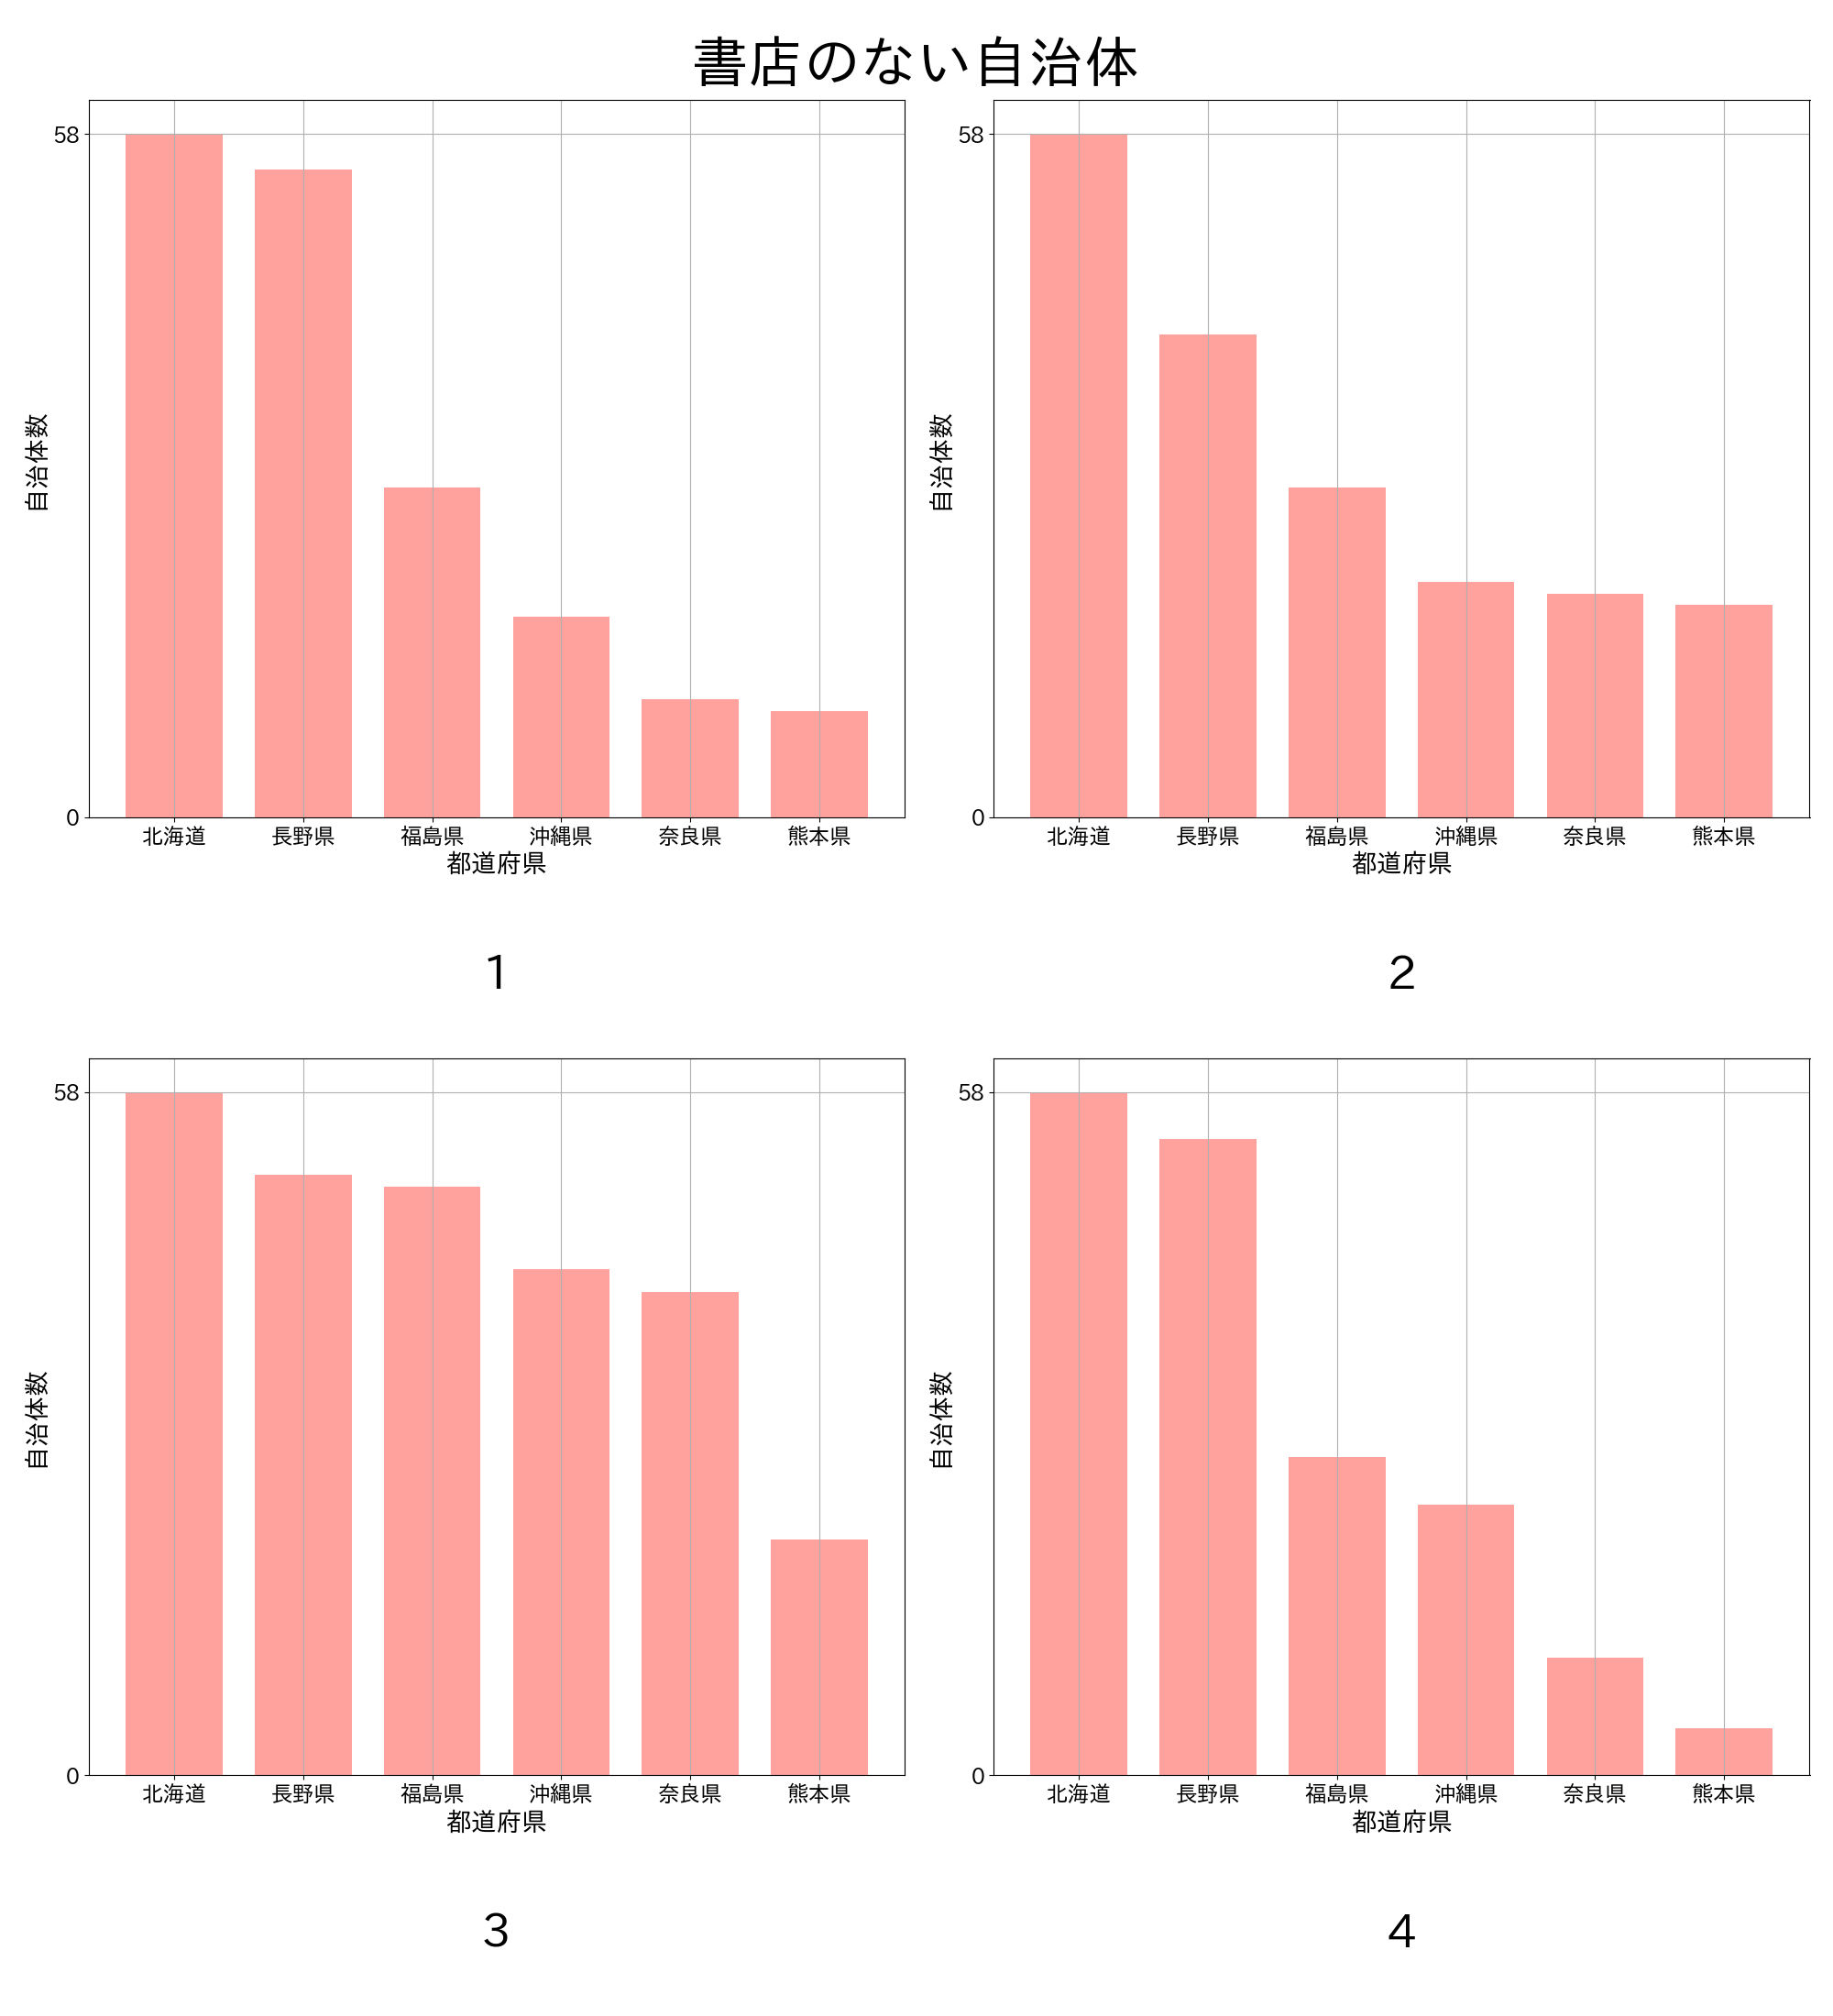 書店のない自治体
58
0
自治体数
北海道 長野県 福島県 沖縄県 奈良県 熊本県
都道府県
1
58
0
自治体数
北海道 長野県 福島県 沖縄県 奈良県 熊本県
都道府県
2
58
0
自治体数
北海道 長野県 福島県 沖縄県 奈良県 熊本県
都道府県
3
58
0
自治体数
北海道 長野県 福島県 沖縄県 奈良県 熊本県
都道府県
4